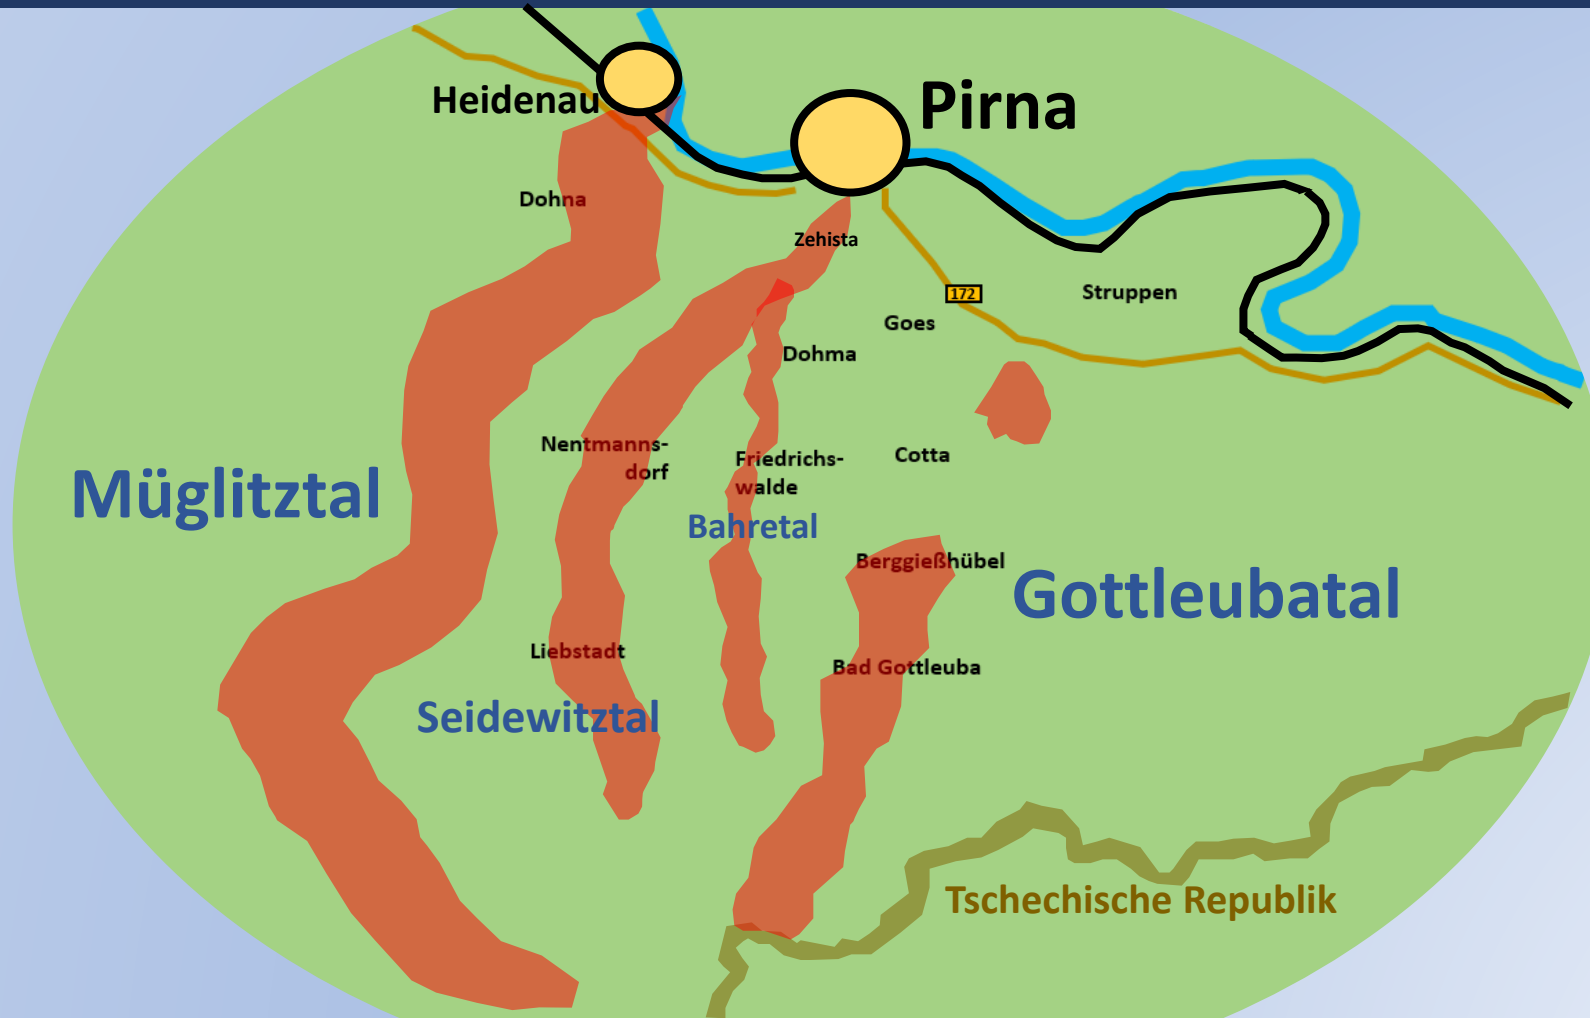 Pirna
Heidenau
Dohna
Zehista
172
Struppen
Goes
Dohma
Nentmanns-
dorf
Friedrichs-
walde
Cotta
Müglitztal
Bahretal
Berggießhübel
Gottleubatal
Liebstadt
Bad Gottleuba
Seidewitztal
Tschechische Republik